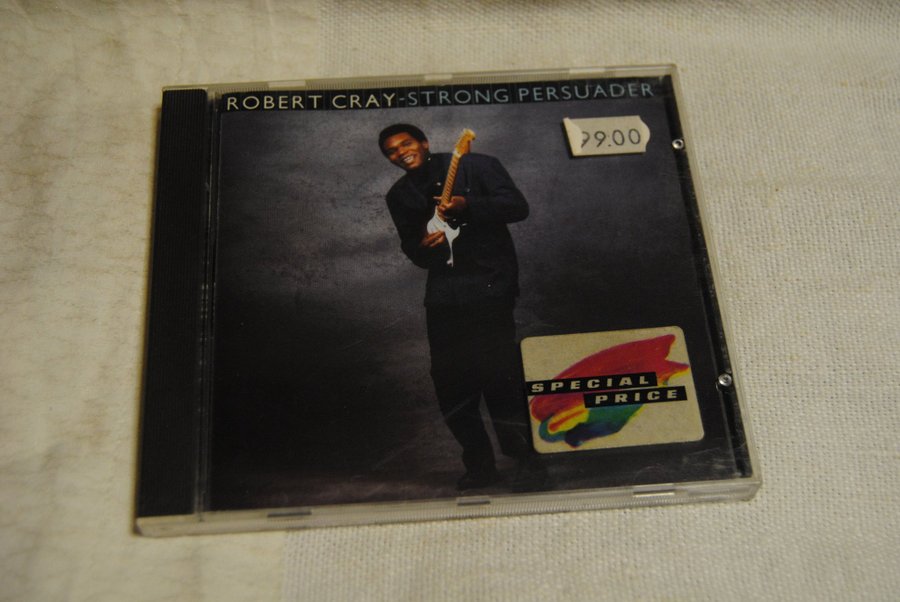 ROBERT CRAY-STRONG PERSUADER
99.00
SPECIAL
PRICE